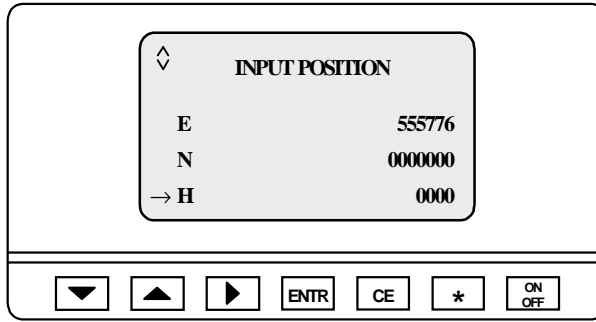 INPUT POSITION
E 555776
N 0000000
→ H 0000
ENTR CE * ON
OFF